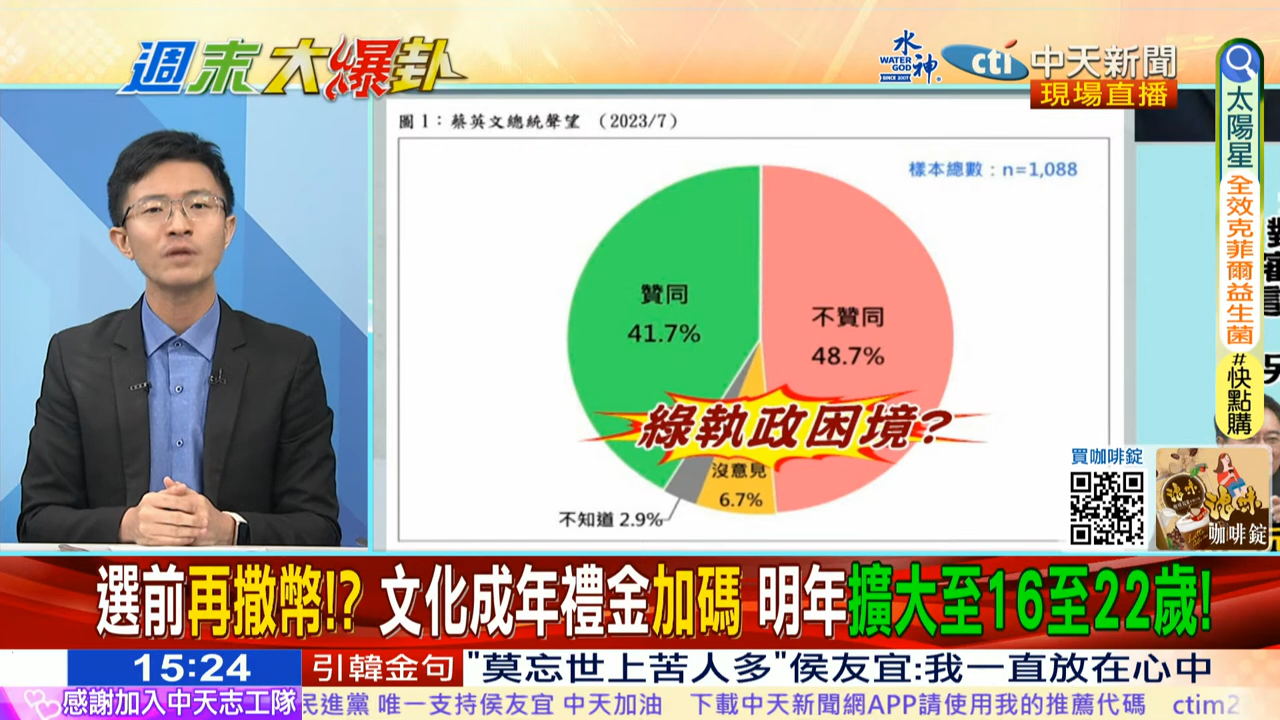 週末大爆卦
水神
WATER GOD
SINCE 2007
cti 中天新聞
現場直播
圖1：蔡英文總統聲望 （2023/7）
樣本總數：n=1,088
贊同
41.7%
不贊同
48.7%
綠執政困境?
沒意見
6.7%
不知道 2.9%
太陽星
全效克菲爾益生菌
#快點購
買咖啡錠
咖啡錠
選前再撒幣!? 文化成年禮金加碼 明年擴大至16至22歲!
15:24 引韓金句 "莫忘世上苦人多"侯友宜:我一直放在心中
感謝加入中天志工隊 民進黨 唯一支持侯友宜 中天加油 下載中天新聞網APP請使用我的推薦代碼 ctim2